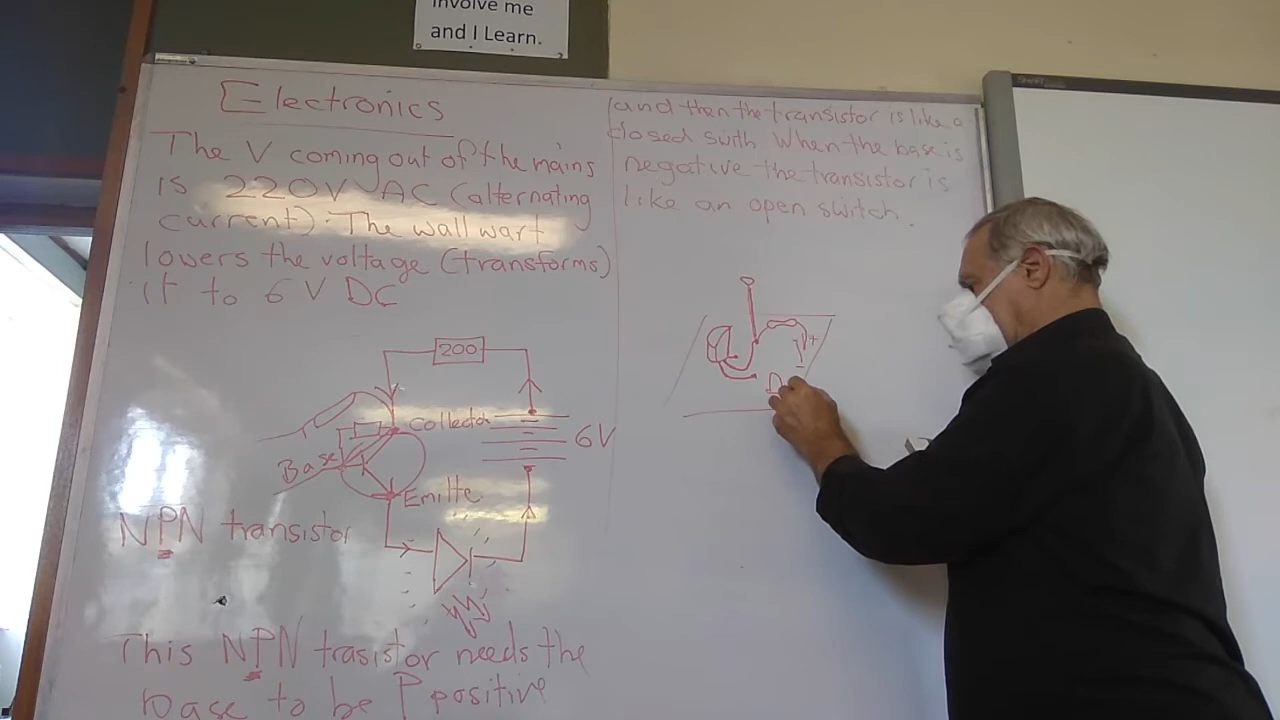 involve me
and I Learn.
Electronics
The V coming out of the mains
is 220V AC (alternating
current). The wall wart
lowers the voltage (transforms)
it to 6 V DC
200
Collector
6V
Base
Emitte
NPN transistor
This NPN trasistor needs the
base to be P positive
and then the transistor is like a
closed swith When the base is
negative the transistor is
like an open switch.
+